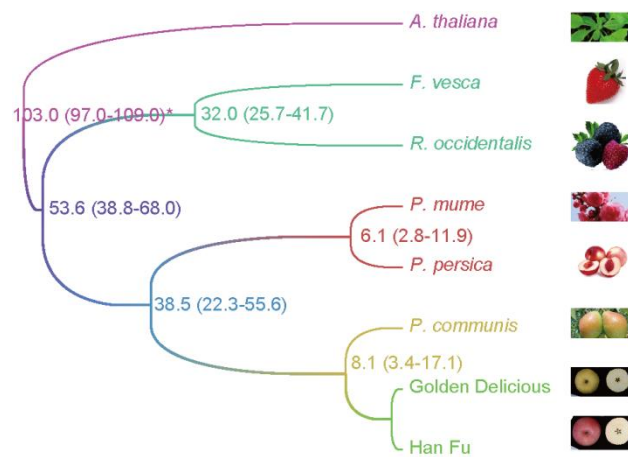 A. thaliana
F. vesca
103.0 (97.0-109.0)*
32.0 (25.7-41.7)
R. occidentalis
53.6 (38.8-68.0)
P. mume
6.1 (2.8-11.9)
P. persica
38.5 (22.3-55.6)
P. communis
8.1 (3.4-17.1)
Golden Delicious
Han Fu